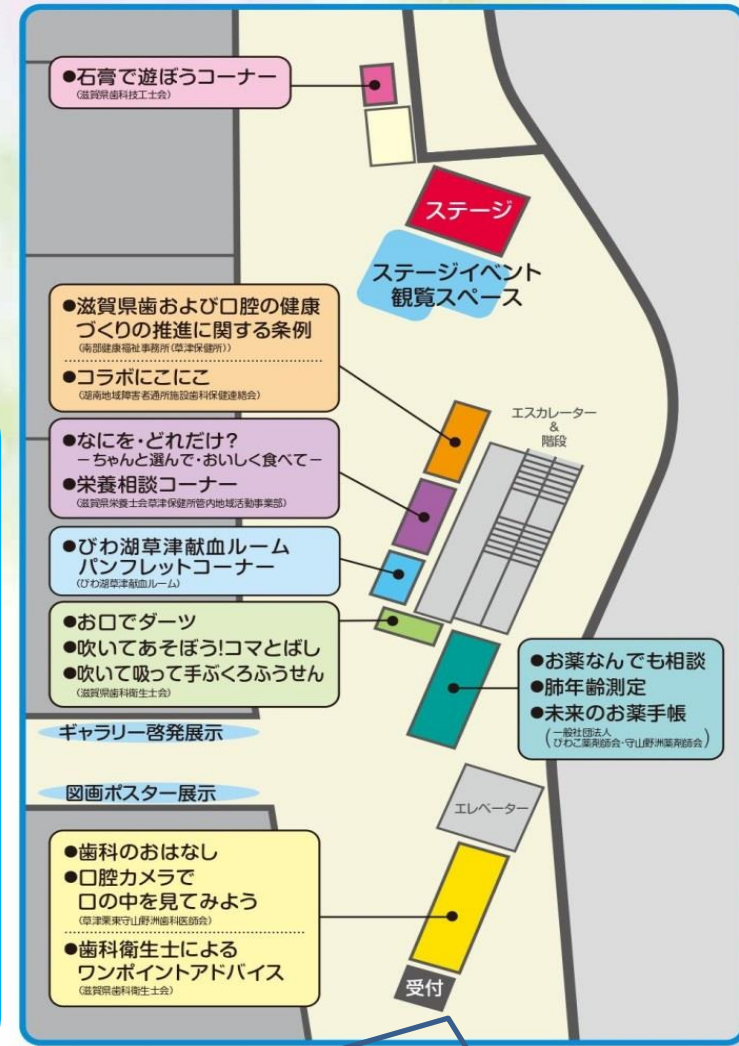 ●石膏で遊ぼうコーナー
(滋賀県歯科技工士会)
ステージ
ステージイベント
観覧スペース
●滋賀県歯および口腔の健康
づくりの推進に関する条例
(南部健康福祉事務所(草津保健所))
●コラボにこにこ
(湖南地域障害者通所施設歯科保健連絡会)
エスカレーター
&
階段
●なにを・どれだけ?
－ちゃんと選んで・おいしく食べて－
●栄養相談コーナー
(滋賀県栄養士会草津保健所管内地域活動事業部)
●びわ湖草津献血ルーム
パンフレットコーナー
(びわ湖草津献血ルーム)
●お口でダーツ
●吹いてあそぼう!コマとばし
●吹いて吸って手ぶくろふうせん
(滋賀県歯科衛生士会)
●お薬なんでも相談
●肺年齢測定
●未来のお薬手帳
(一般社団法人
びわこ薬剤師会・守山野洲薬剤師会)
ギャラリー啓発展示
図画ポスター展示
エレベーター
●歯科のおはなし
●口腔カメラで
口の中を見てみよう
(草津栗東守山野洲歯科医師会)
●歯科衛生士による
ワンポイントアドバイス
(滋賀県歯科衛生士会)
受付